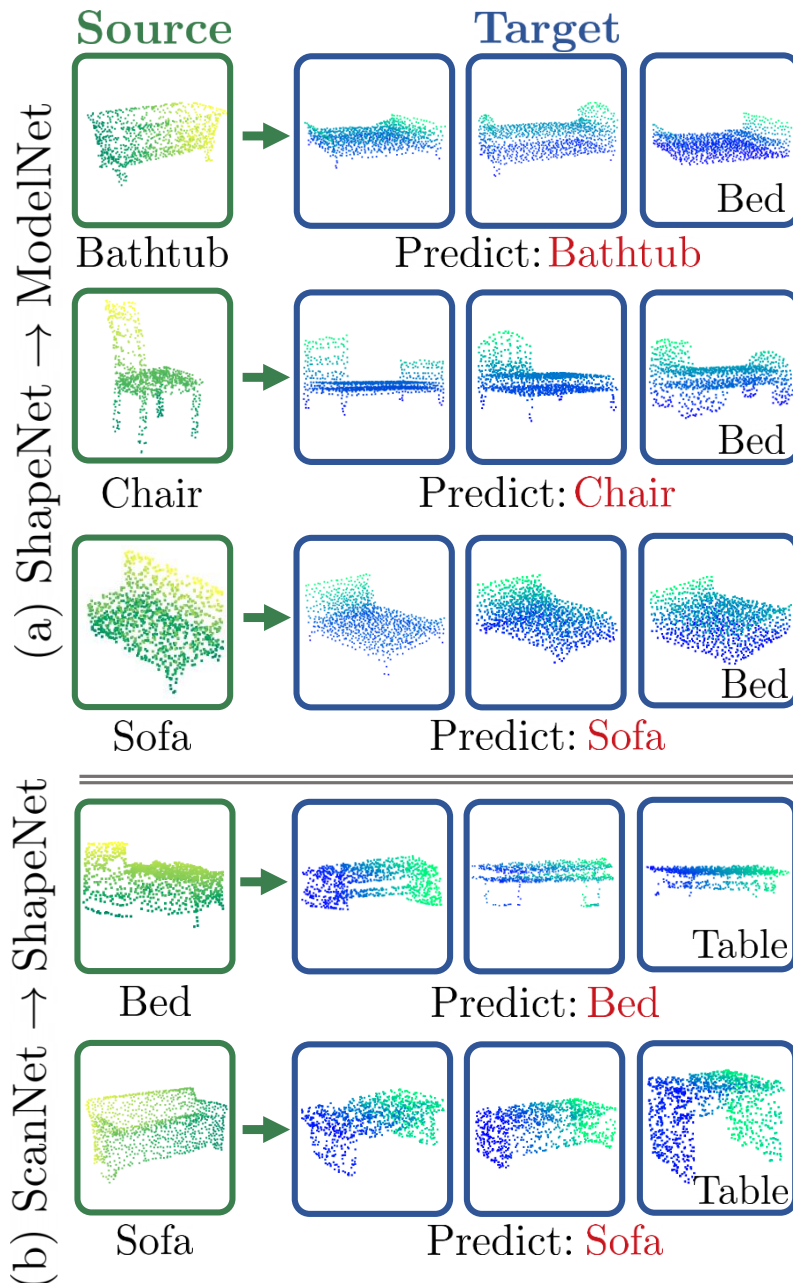 Source Target
(a) ShapeNet → ModelNet
Bed
Bathtub Predict: Bathtub
Bed
Chair Predict: Chair
Bed
Sofa Predict: Sofa
(b) ScanNet → ShapeNet
Table
Bed Predict: Bed
Table
Sofa Predict: Sofa